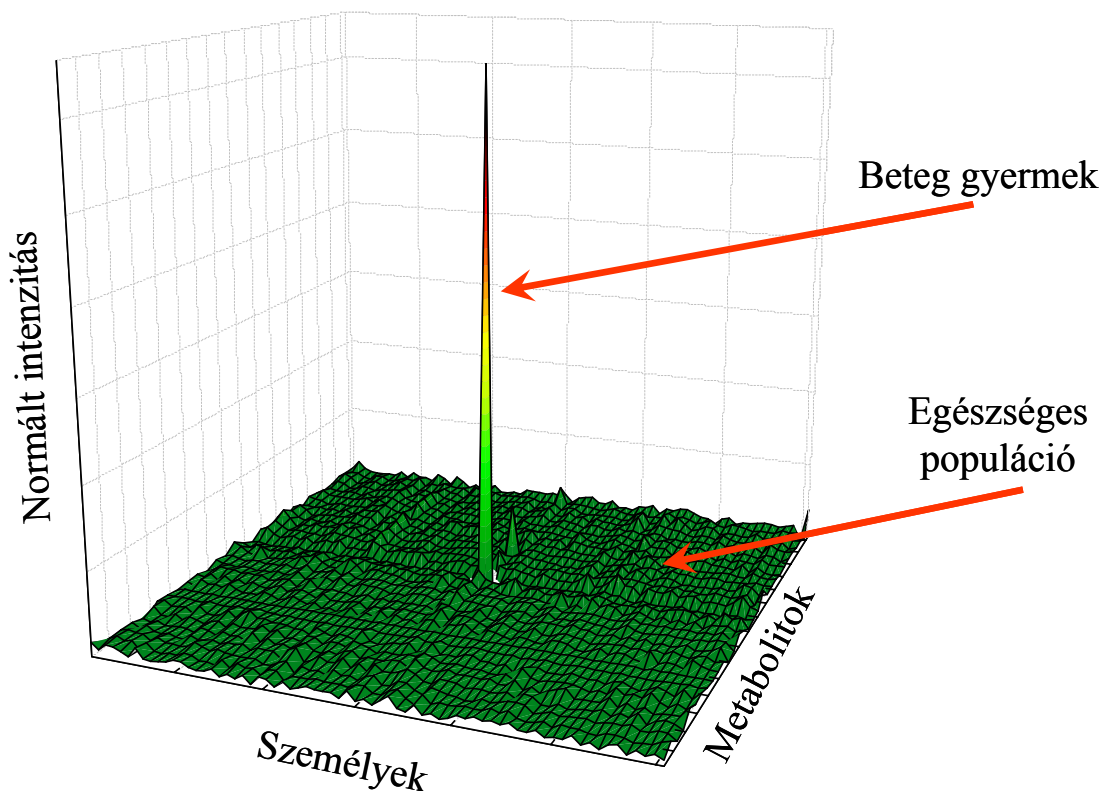 Beteg gyermek
Normált intenzitás
Egészséges
populáció
Metabolitok
Személyek